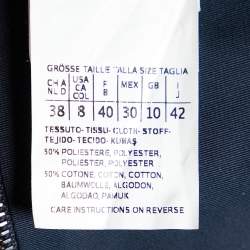 GRÖSSE TAILLE TALLA SIZE TAGLIA
CH A USA F MEX GB I
NL D CA CO B J
38 8 40 30 10 42
TESSUTO-TISSU-CLOTH-STOFF-
TEJIDO-TECIDO-KUMAŞ
50% POLIESTERE, POLYESTER,
POLYESTER, POLIESTER
50% COTONE, COTON, COTTON,
BAUMWOLLE, ALGODON,
ALGODAO, PAMUK
CARE INSTRUCTIONS ON REVERSE